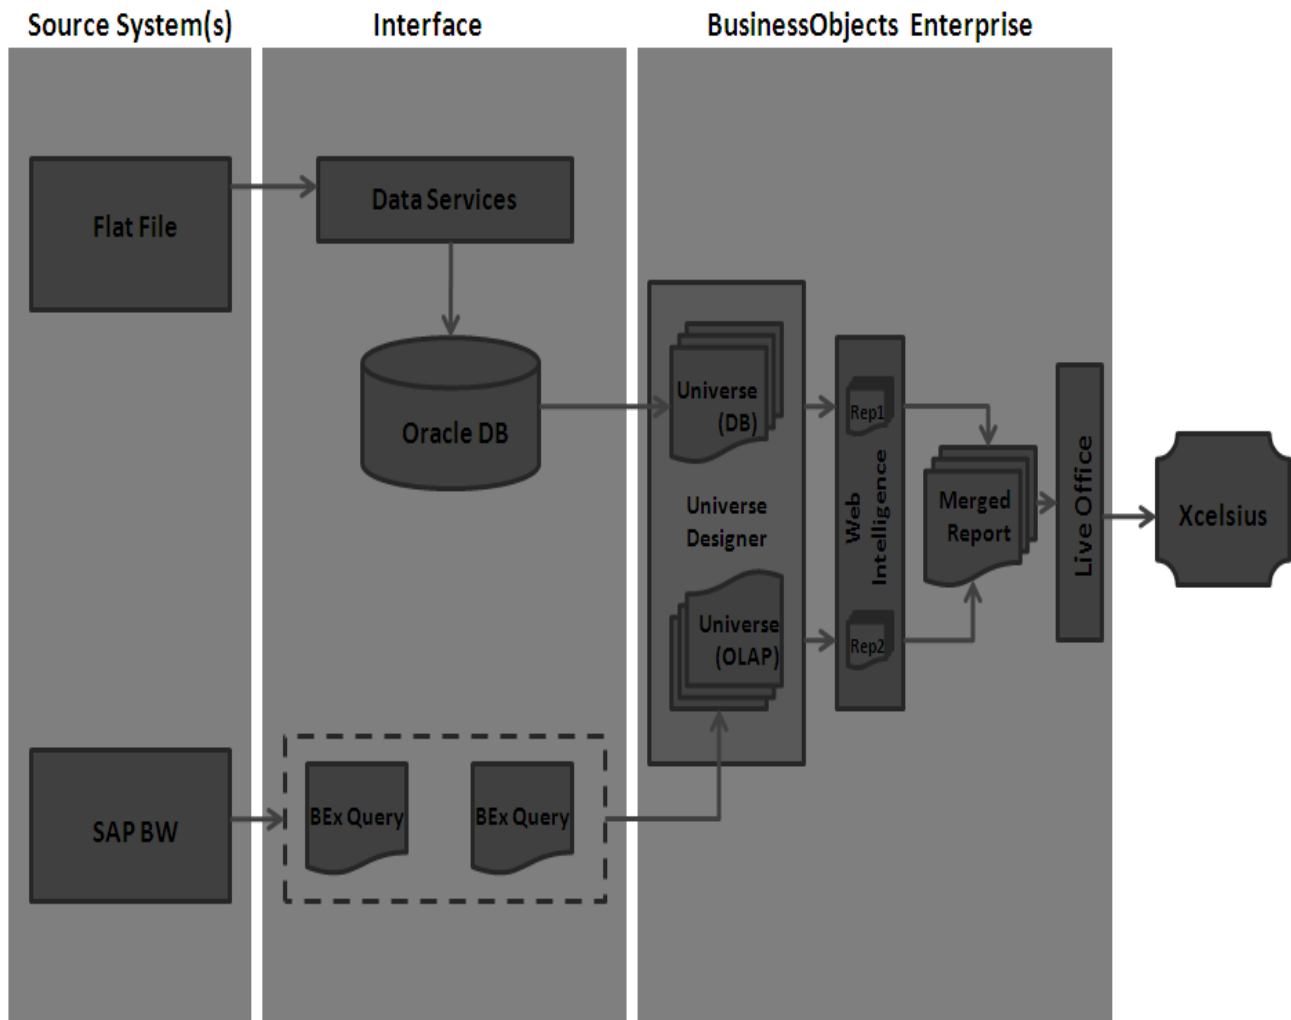 Source System(s)
Interface
BusinessObjects Enterprise
Flat File
Data Services
Oracle DB
Universe
(DB)
Universe
Designer
Universe
(OLAP)
Rep1
Web
Intelligence
Rep2
Merged
Report
Live Office
Xcelsius
SAP BW
BEx Query
BEx Query